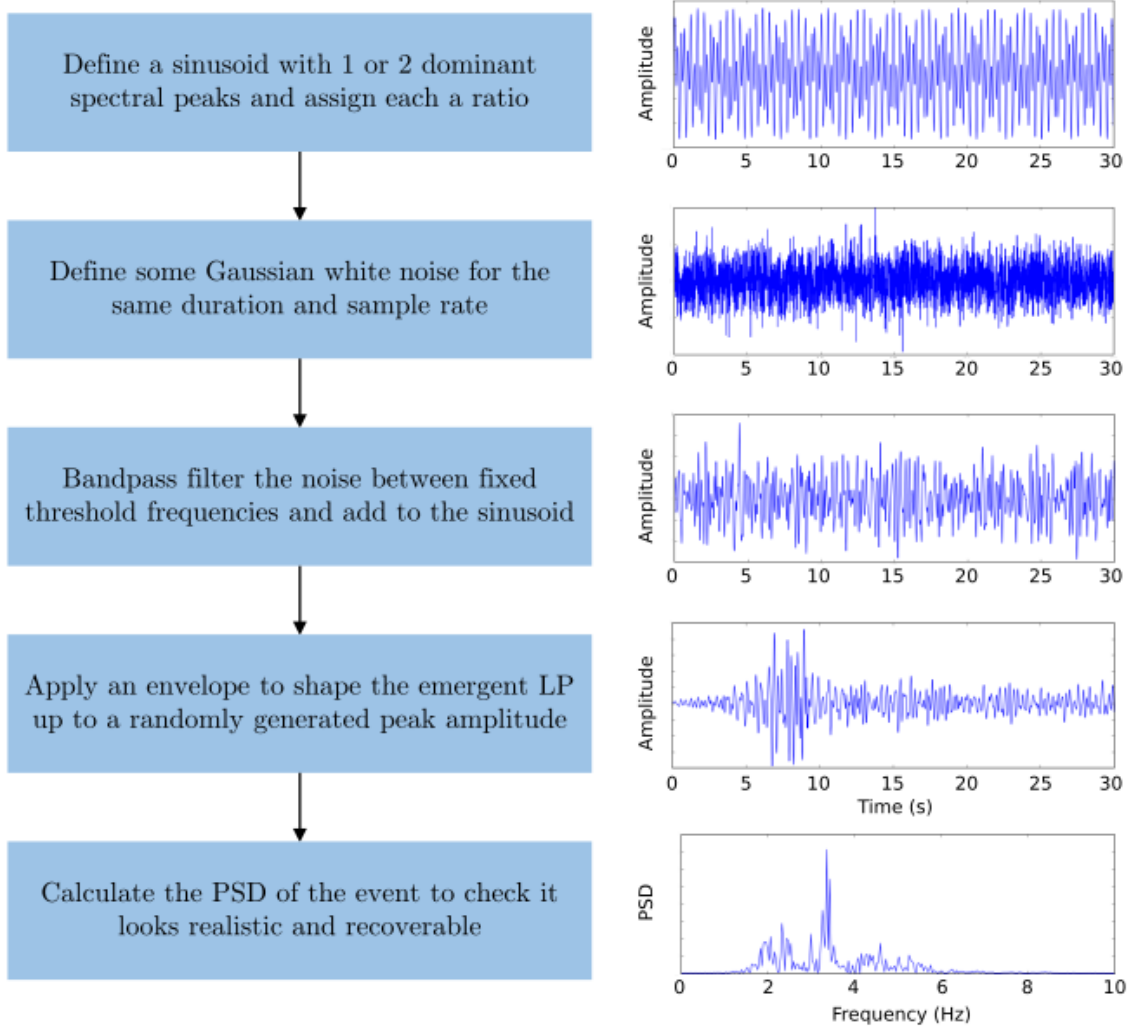 Define a sinusoid with 1 or 2 dominant
spectral peaks and assign each a ratio
Amplitude
0 5 10 15 20 25 30
Define some Gaussian white noise for the
same duration and sample rate
Amplitude
0 5 10 15 20 25 30
Bandpass filter the noise between fixed
threshold frequencies and add to the sinusoid
Amplitude
0 5 10 15 20 25 30
Apply an envelope to shape the emergent LP
up to a randomly generated peak amplitude
Amplitude
0 5 10 15 20 25 30
Time (s)
Calculate the PSD of the event to check it
looks realistic and recoverable
PSD
0 2 4 6 8 10
Frequency (Hz)